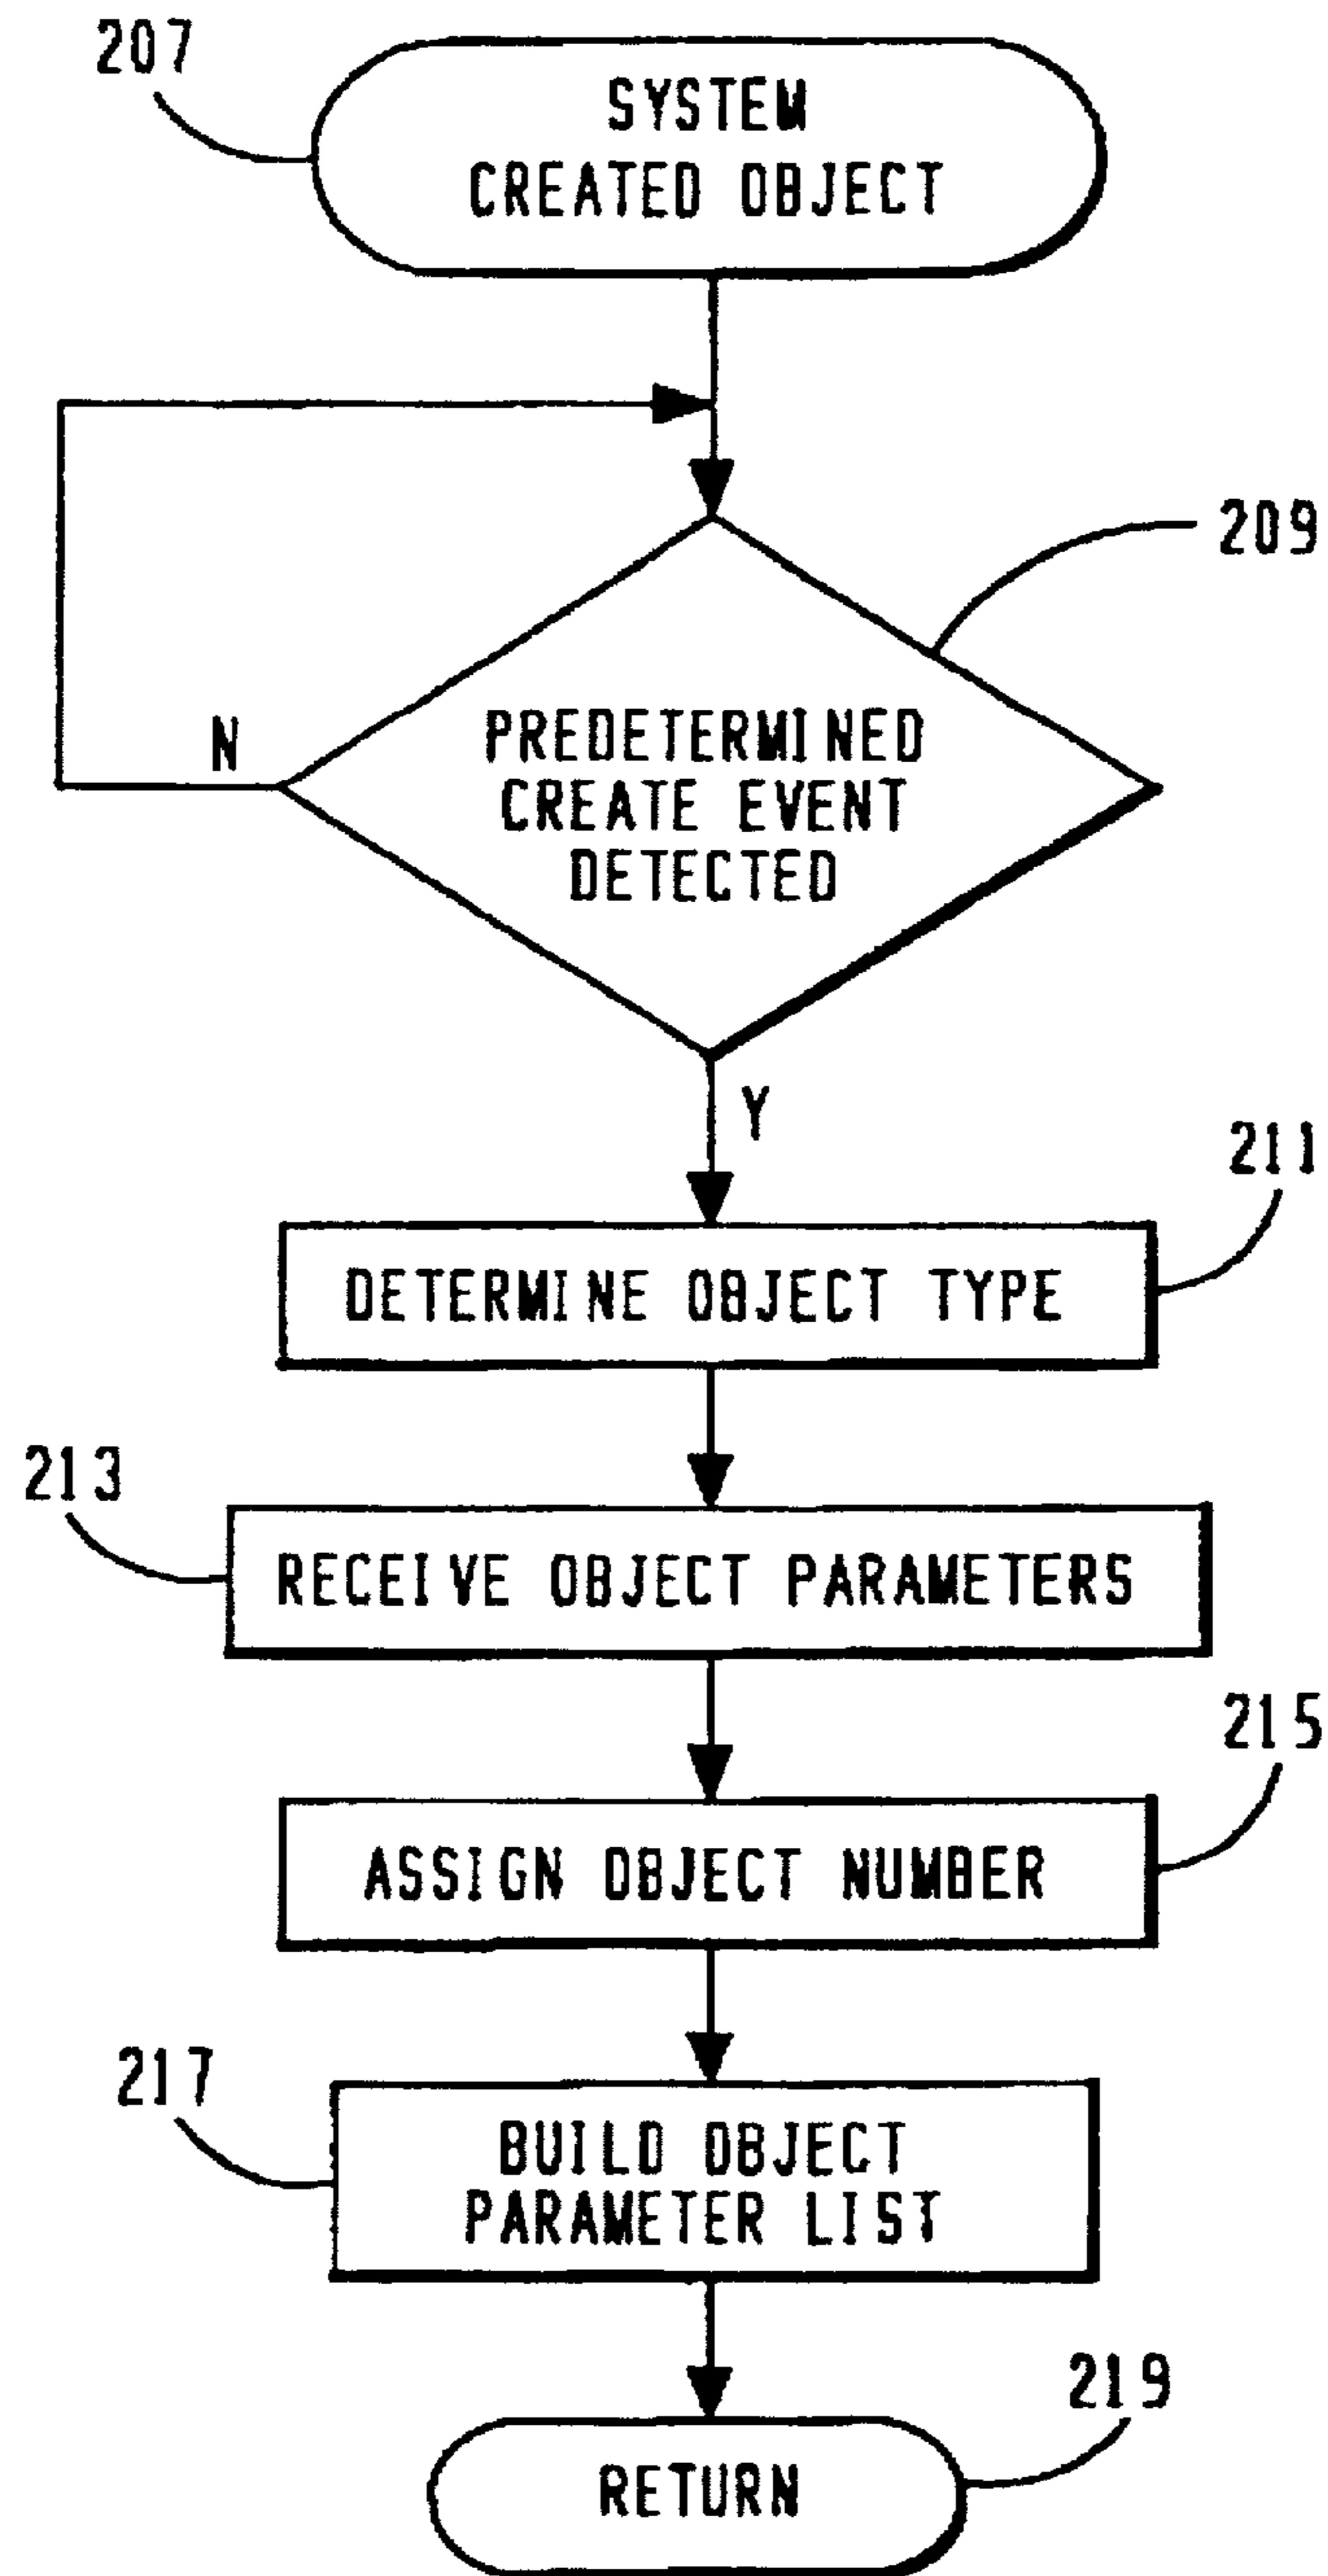 207
SYSTEM
CREATED OBJECT
209
N
PREDETERMINED
CREATE EVENT
DETECTED
Y
211
DETERMINE OBJECT TYPE
213
RECEIVE OBJECT PARAMETERS
215
ASSIGN OBJECT NUMBER
217
BUILD OBJECT
PARAMETER LIST
219
RETURN